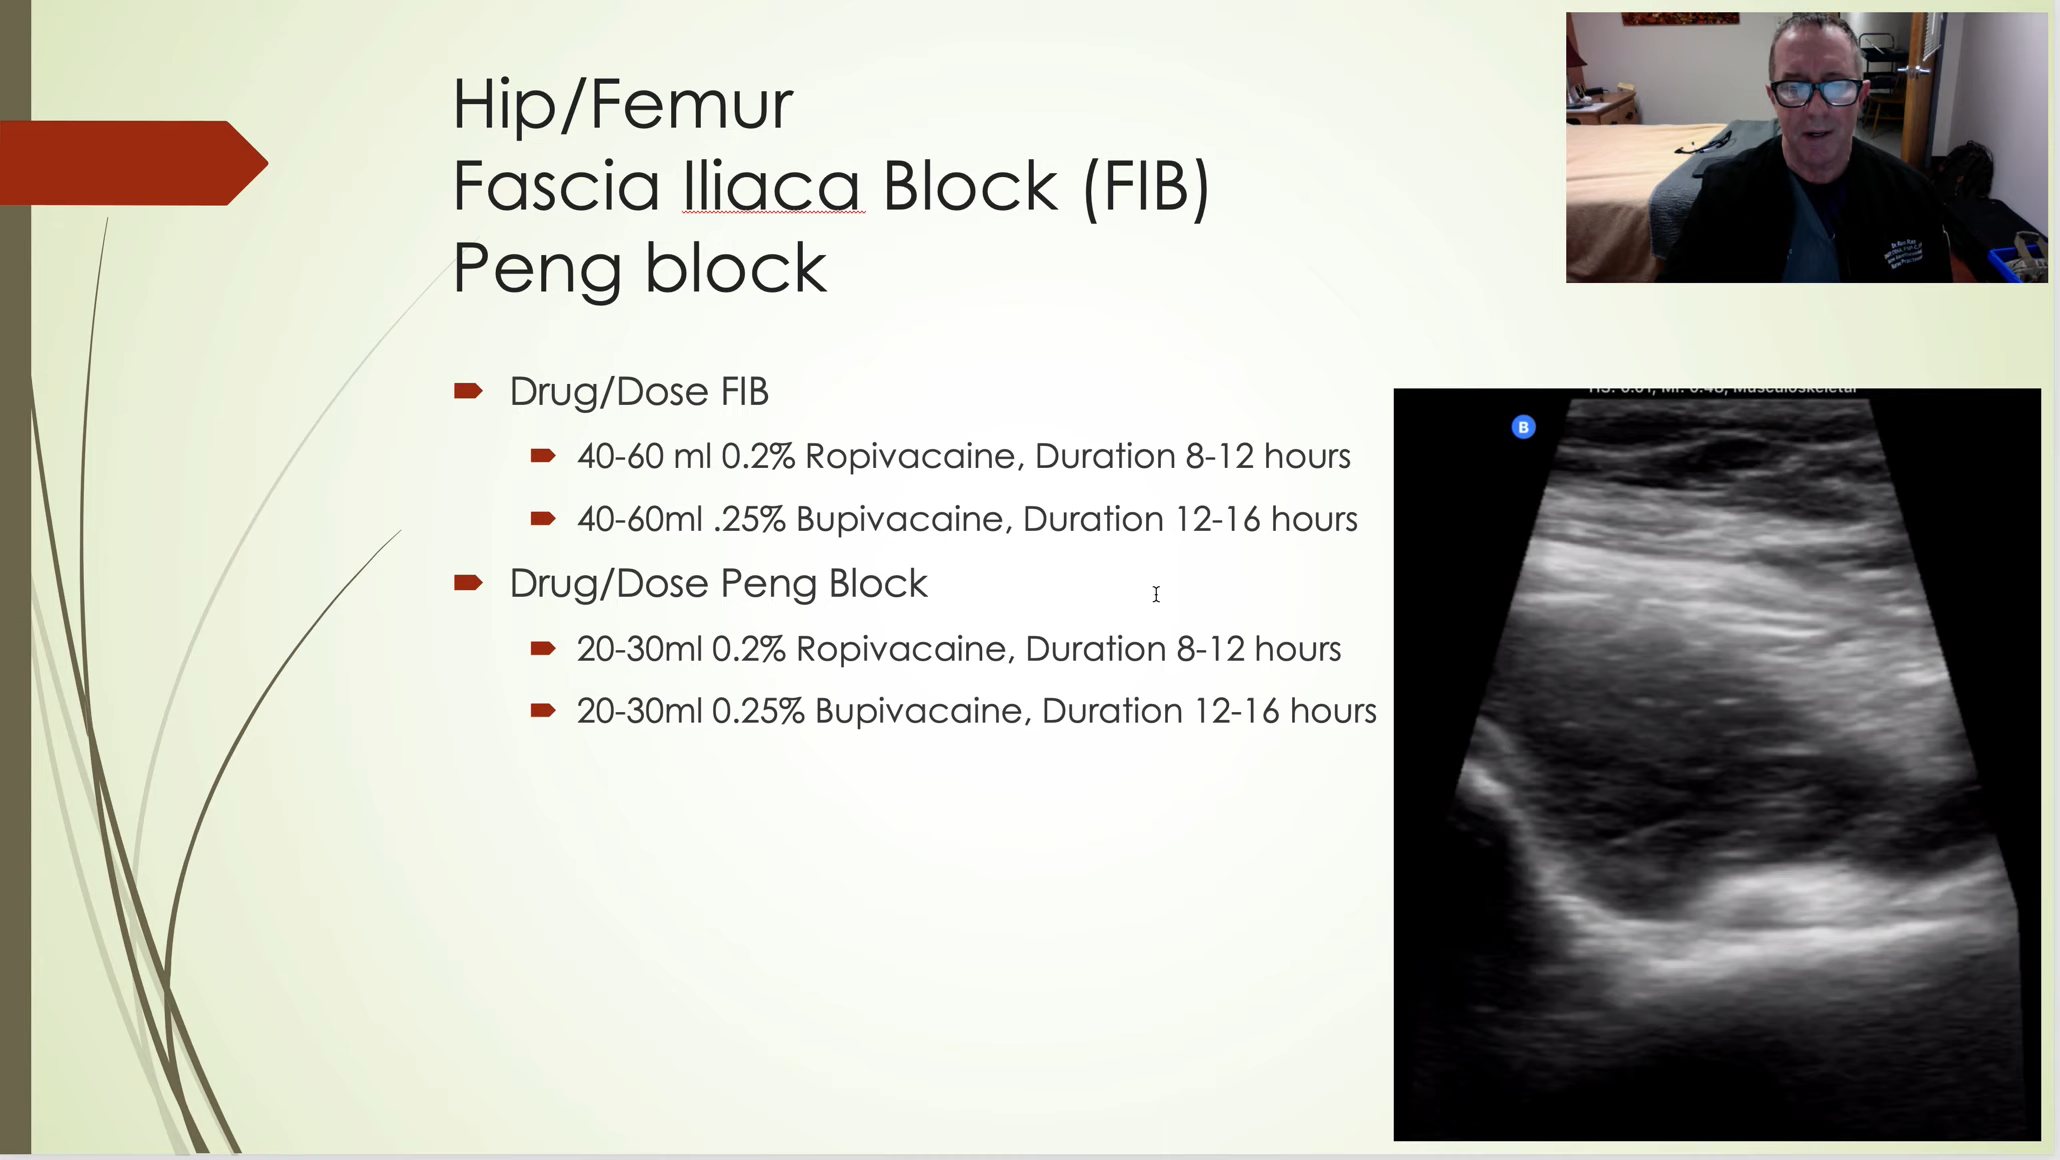 Hip/Femur
Fascia Iliaca Block (FIB)
Peng block
Drug/Dose FIB
40-60 ml 0.2% Ropivacaine, Duration 8-12 hours
40-60ml .25% Bupivacaine, Duration 12-16 hours
Drug/Dose Peng Block
20-30ml 0.2% Ropivacaine, Duration 8-12 hours
20-30ml 0.25% Bupivacaine, Duration 12-16 hours
Musculoskeletal
B